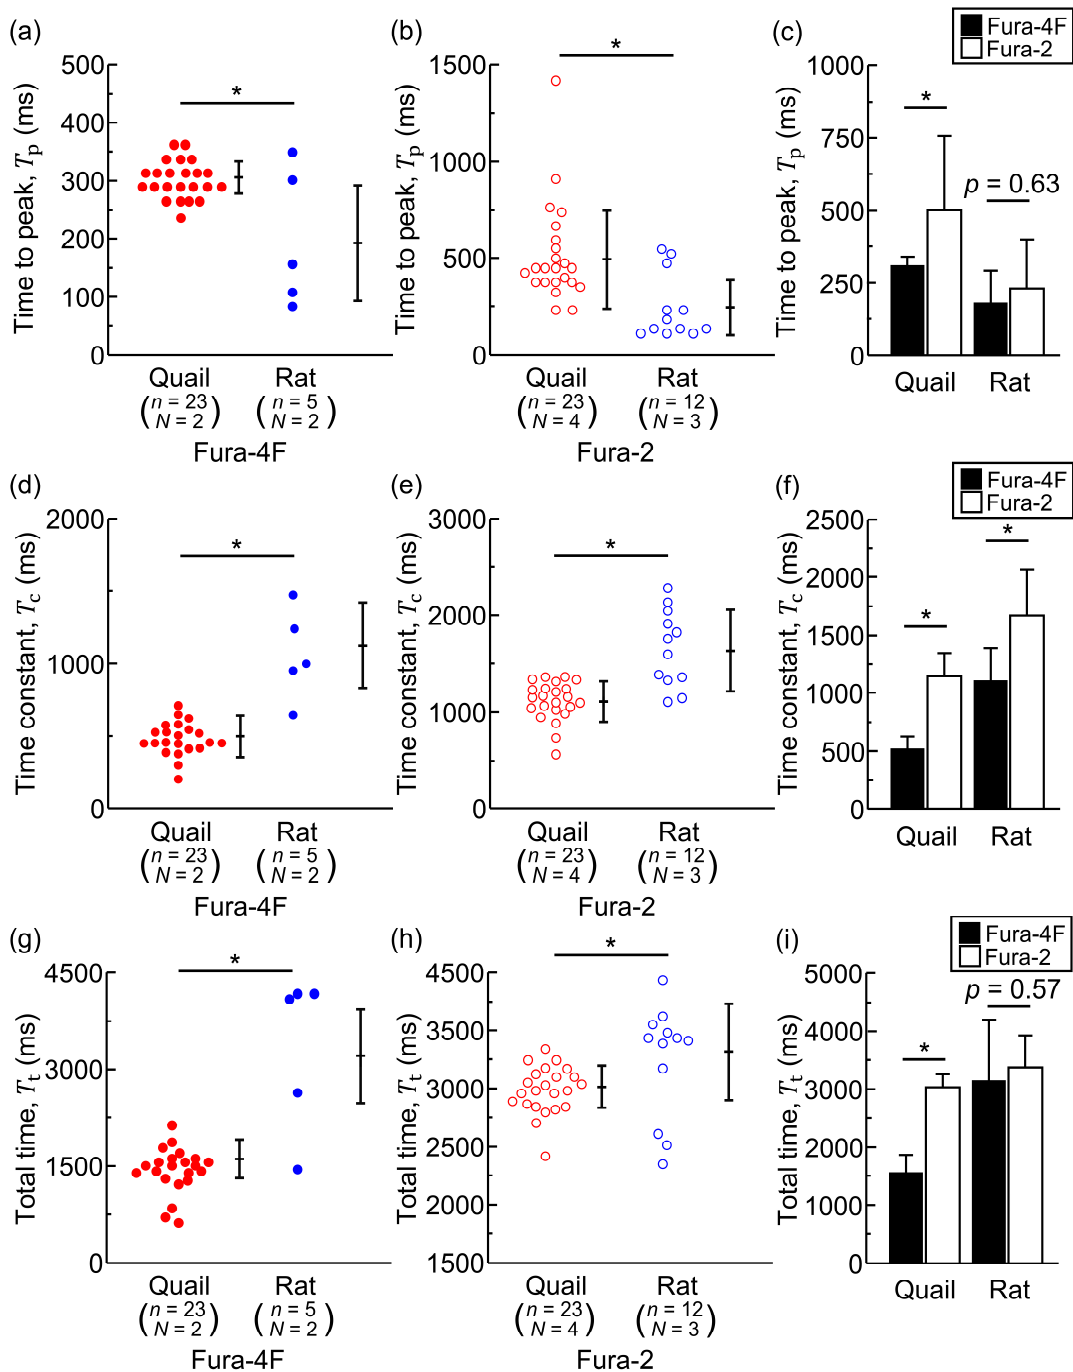 (a)
Time to peak, Tp (ms)
500
400
300
200
100
0
*
Quail
Rat
(n = 23
N = 2)
(n = 5
N = 2)
Fura-4F
(b)
Time to peak, Tp (ms)
1500
1000
500
0
*
Quail
Rat
(n = 23
N = 4)
(n = 12
N = 3)
Fura-2
(c)
Fura-4F
Fura-2
Time to peak, Tp (ms)
1000
750
500
250
0
*
p = 0.63
Quail
Rat
(d)
Time constant, Tc (ms)
2000
1000
0
*
Quail
Rat
(n = 23
N = 2)
(n = 5
N = 2)
Fura-4F
(e)
Time constant, Tc (ms)
3000
2000
1000
0
*
Quail
Rat
(n = 23
N = 4)
(n = 12
N = 3)
Fura-2
(f)
Fura-4F
Fura-2
Time constant, Tc (ms)
2500
2000
1500
1000
500
0
*
*
Quail
Rat
(g)
Total time, Tt (ms)
4500
3000
1500
0
*
Quail
Rat
(n = 23
N = 2)
(n = 5
N = 2)
Fura-4F
(h)
Total time, Tt (ms)
4500
3500
3000
2500
1500
*
Quail
Rat
(n = 23
N = 4)
(n = 12
N = 3)
Fura-2
(i)
Fura-4F
Fura-2
Total time, Tt (ms)
5000
4000
3000
2000
1000
0
*
p = 0.57
Quail
Rat